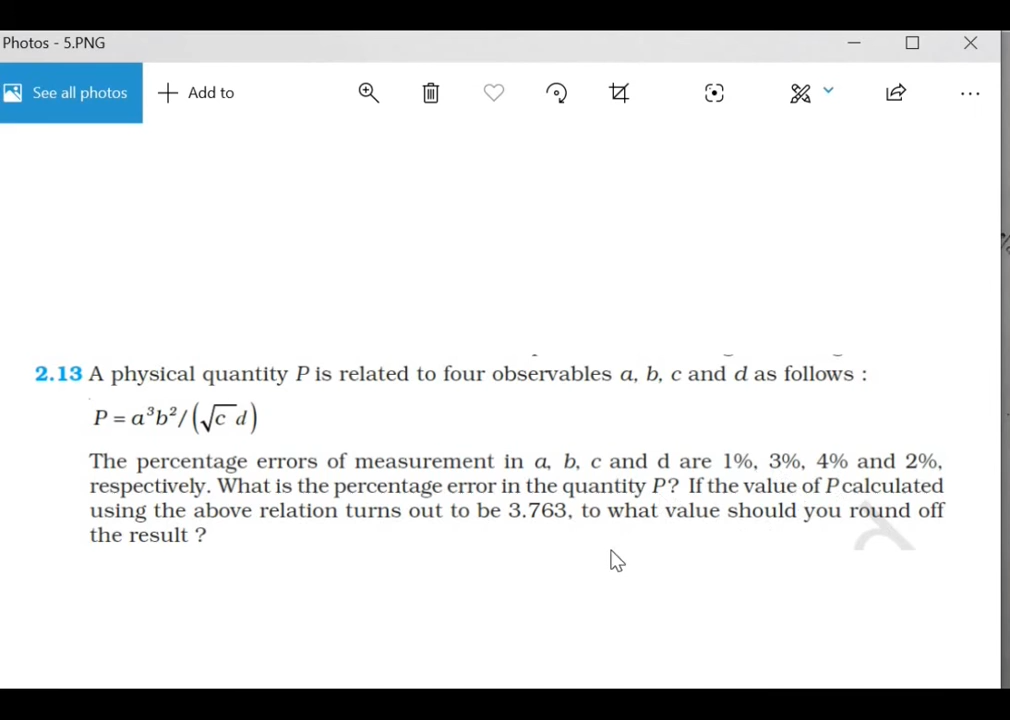 Photos - 5.PNG
See all photos
Add to
2.13 A physical quantity P is related to four observables a, b, c and d as follows :
P = a³b²/(√c d)
The percentage errors of measurement in a, b, c and d are 1%, 3%, 4% and 2%,
respectively. What is the percentage error in the quantity P? If the value of P calculated
using the above relation turns out to be 3.763, to what value should you round off
the result ?